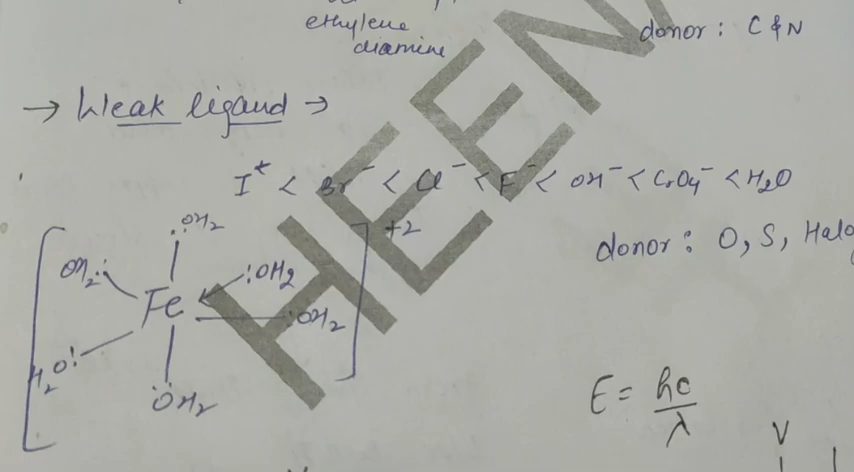 ethylene
diamine
donor : C & N
→ Weak ligand →
I⁻ < Br⁻ < Cl⁻ < F⁻ < OH⁻ < C₂O₄⁻ < H₂O
donor : O, S, Halo
+2
:OH₂
OH₂:
:OH₂
Fe
:OH₂
H₂O:
:OH₂
E = hc
λ
V
HEEN